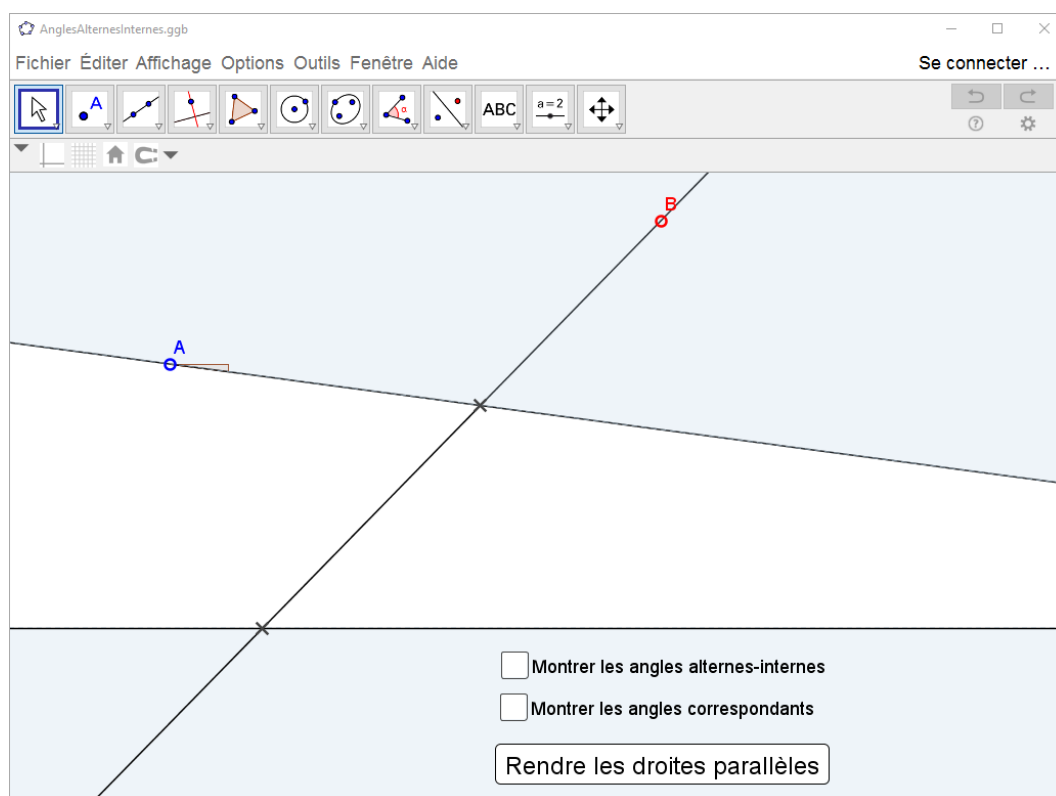 AnglesAlternesInternes.ggb
Fichier Éditer Affichage Options Outils Fenêtre Aide Se connecter ...
A α ABC a=2
B
A
Montrer les angles alternes-internes
Montrer les angles correspondants
Rendre les droites parallèles